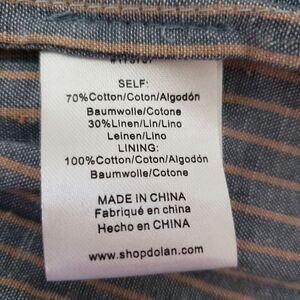 SELF:
70%Cotton/Coton/Algodón
Baumwolle/Cotone
30%Linen/Lin/Lino
Leinen/Lino
LINING:
100%Cotton/Coton/Algodón
Baumwolle/Cotone
MADE IN CHINA
Fabriqué en china
Hecho en CHINA
www.shopdolan.com